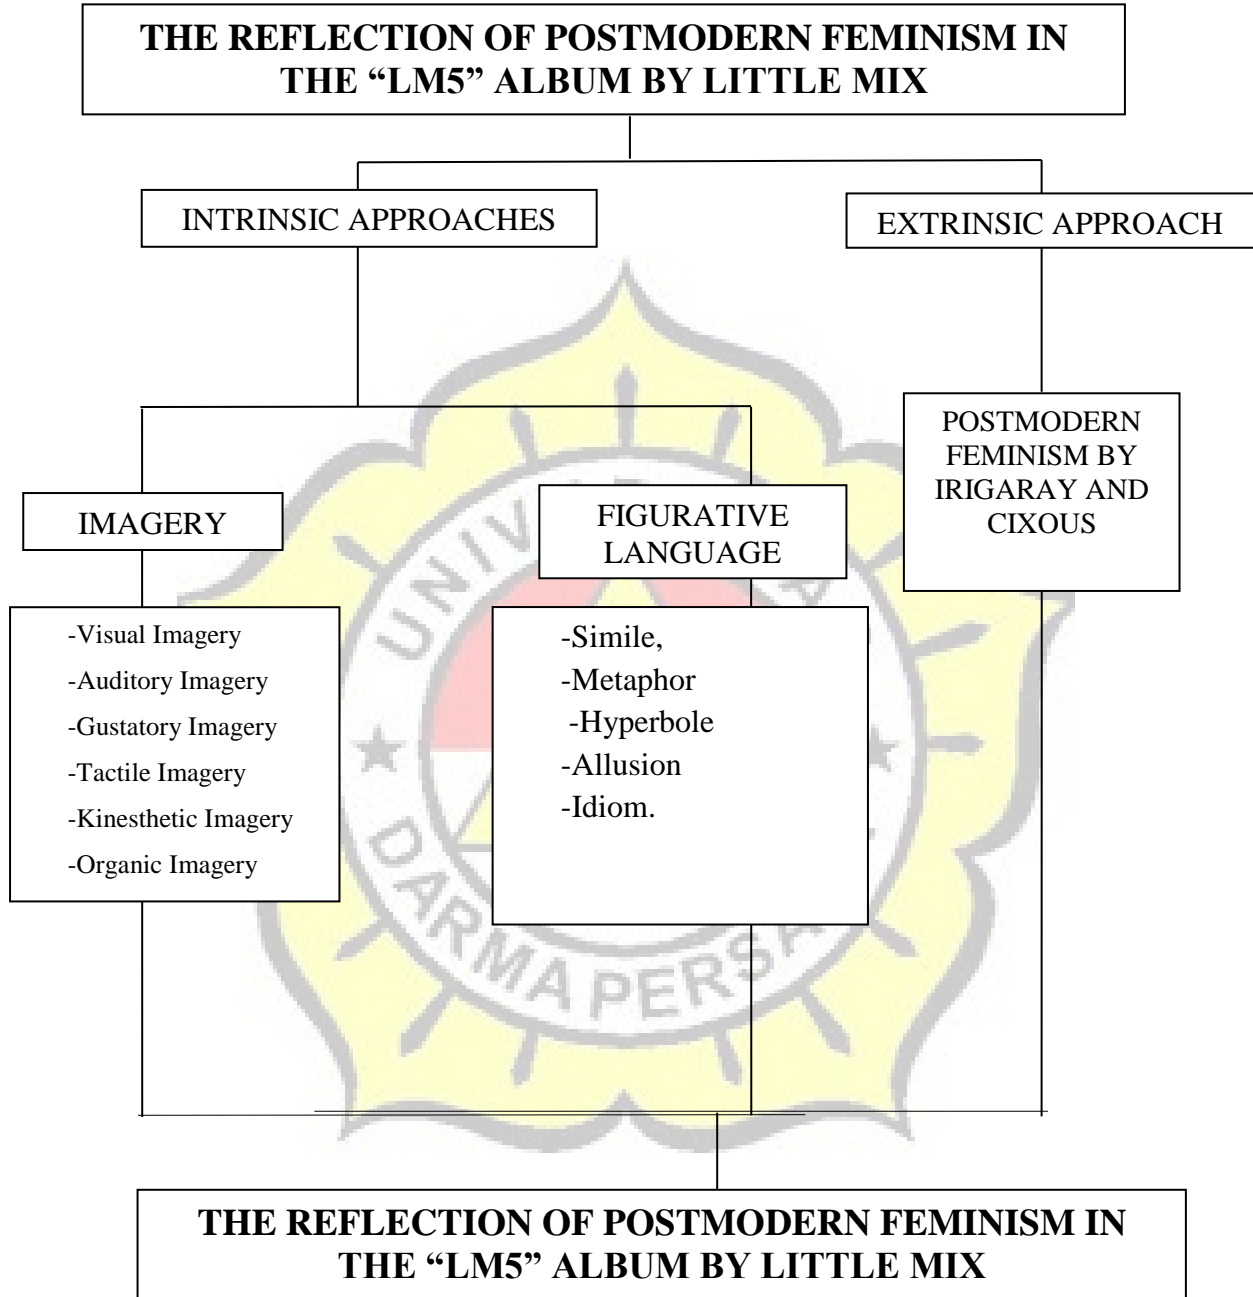 THE REFLECTION OF POSTMODERN FEMINISM IN
THE “LM5” ALBUM BY LITTLE MIX
INTRINSIC APPROACHES
EXTRINSIC APPROACH
IMAGERY
FIGURATIVE
LANGUAGE
POSTMODERN
FEMINISM BY
IRIGARAY AND
CIXOUS
-Visual Imagery
-Auditory Imagery
-Gustatory Imagery
-Tactile Imagery
-Kinesthetic Imagery
-Organic Imagery
-Simile,
-Metaphor
-Hyperbole
-Allusion
-Idiom.
DARMA
THE REFLECTION OF POSTMODERN FEMINISM IN
THE “LM5” ALBUM BY LITTLE MIX